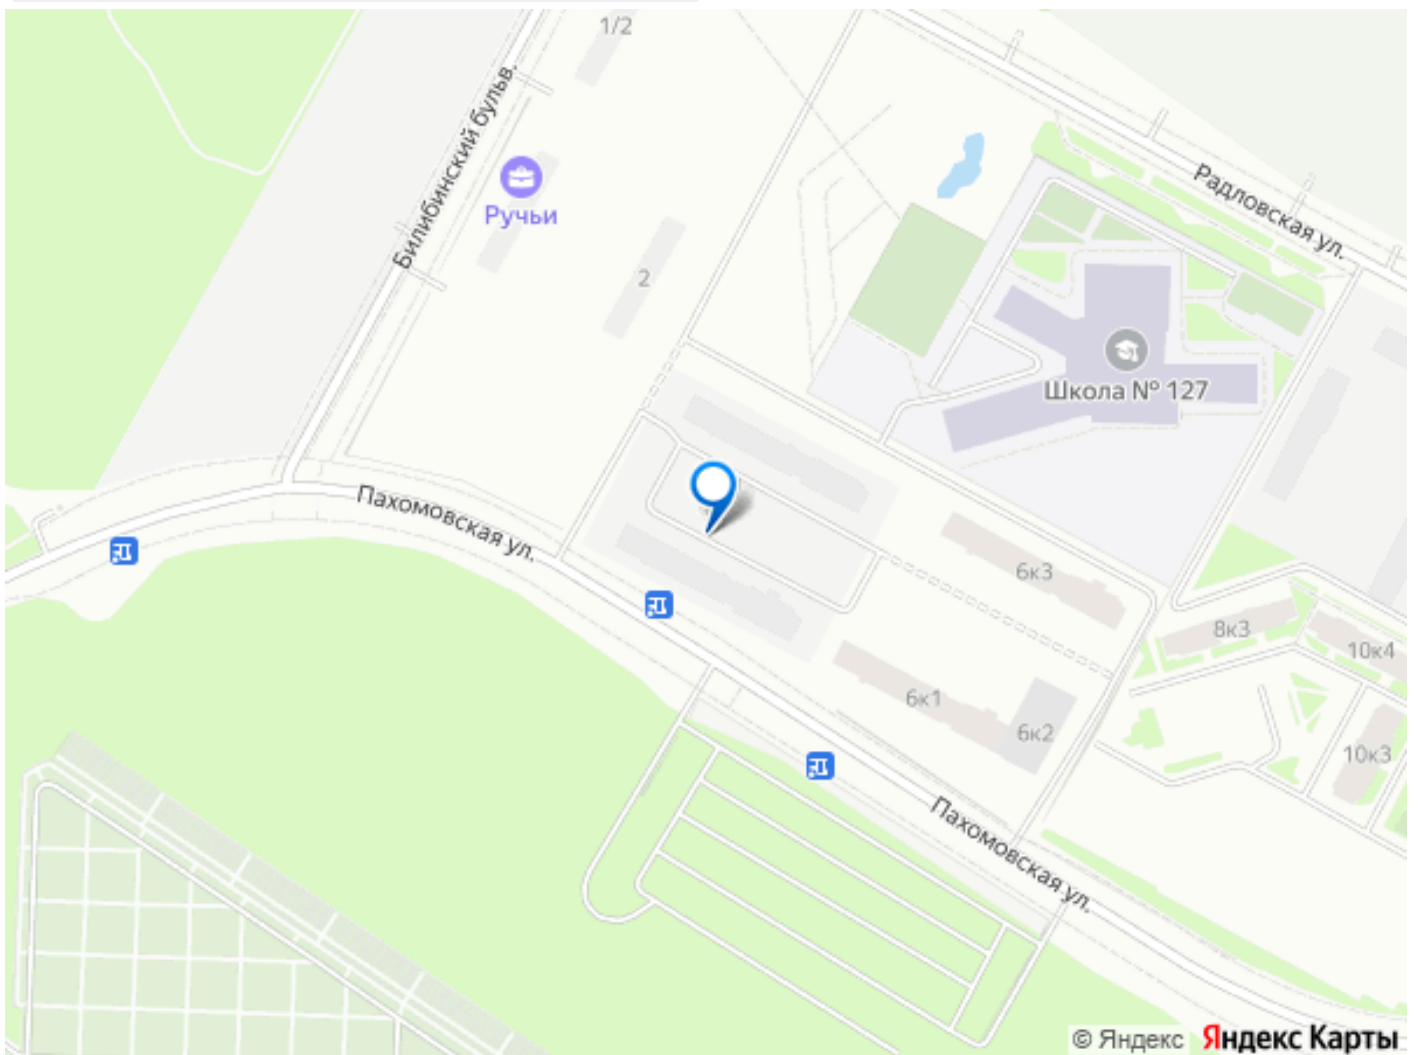 1/2
Билибинский бульв.
Ручьи
2
Радловская ул.
Школа № 127
Пахомовская ул.
6к3
8к3
10к4
6к1
6к2
10к3
Пахомовская ул.
© Яндекс Яндекс Карты